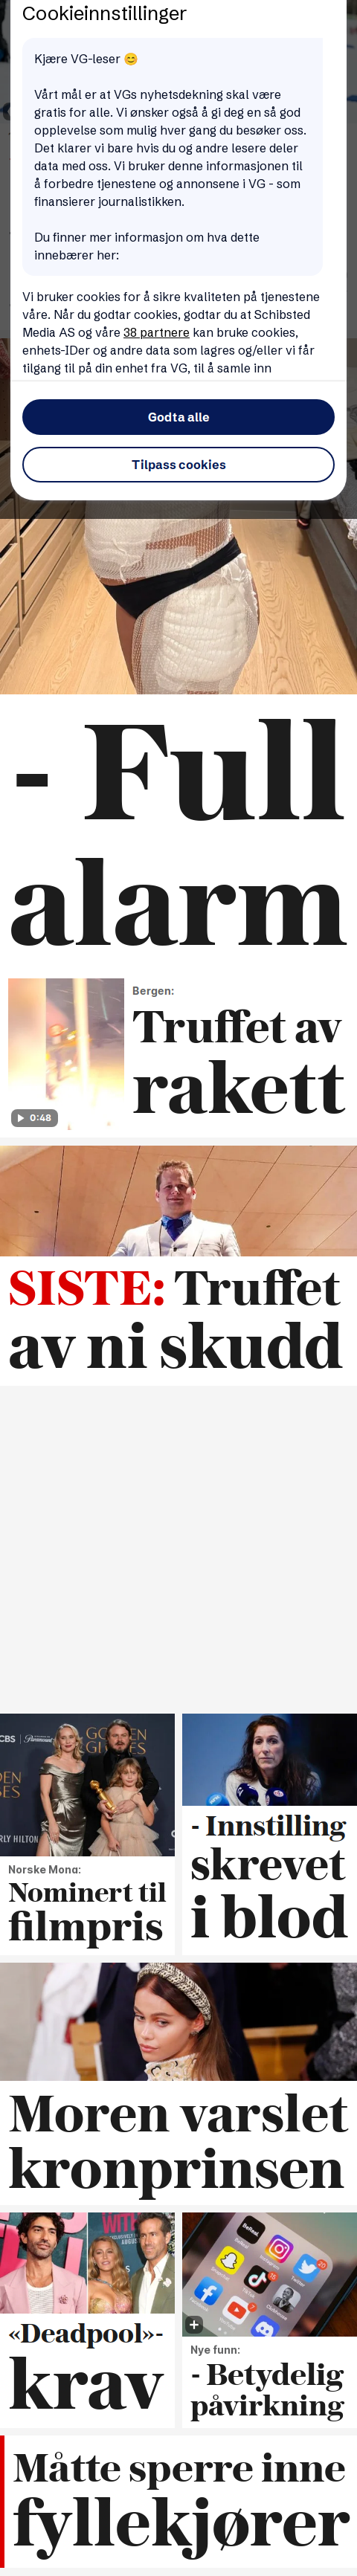 Cookieinnstillinger
Kjære VG-leser 😊
Vårt mål er at VGs nyhetsdekning skal være
gratis for alle. Vi ønsker også å gi deg en så god
opplevelse som mulig hver gang du besøker oss.
Det klarer vi bare hvis du og andre lesere deler
data med oss. Vi bruker denne informasjonen til
å forbedre tjenestene og annonsene i VG - som
finansierer journalistikken.
Du finner mer informasjon om hva dette
innebærer her:
Vi bruker cookies for å sikre kvaliteten på tjenestene
våre. Når du godtar cookies, godtar du at Schibsted
Media AS og våre 38 partnere kan bruke cookies,
enhets-IDer og andre data som lagres og/eller vi får
tilgang til på din enhet fra VG, til å samle inn
Godta alle
Tilpass cookies
- Full
alarm
Bergen:
Truffet av
rakett
0:48
SISTE: Truffet
av ni skudd
CBS Paramount
GOLDEN
GLOBES
Norske Mona:
Nominert til
filmpris
- Innstilling
skrevet
i blod
Moren varslet
kronprinsen
«Deadpool»-
krav
BeReal
Nye funn:
- Betydelig
påvirkning
Måtte sperre inne
fyllekjører